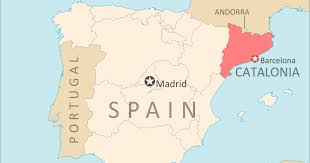 ANDORRA
Barcelona
CATALONIA
Madrid
SPAIN
PORTUGAL